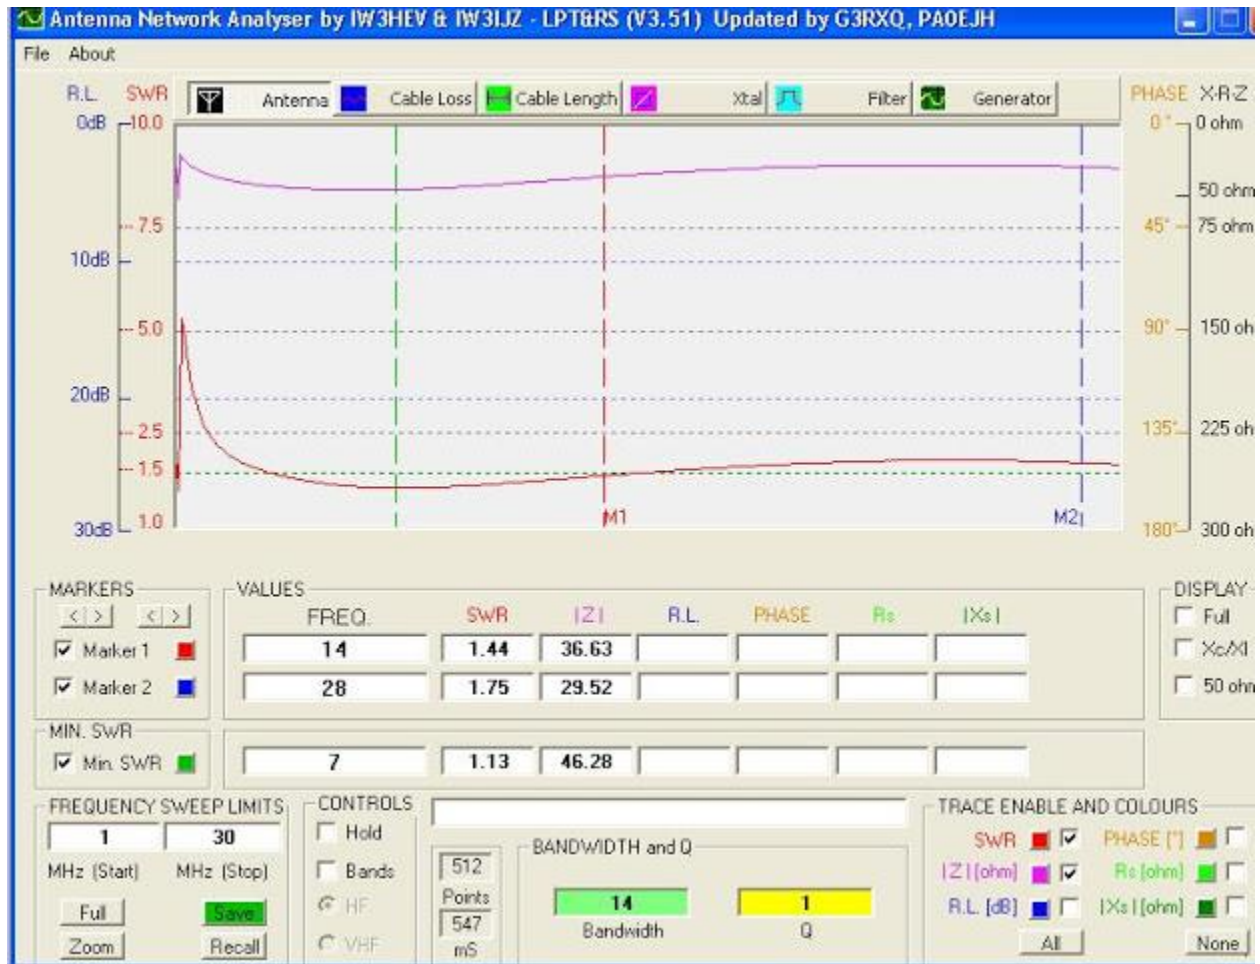 Antenna Network Analyser by IW3HEV & IW3IJZ - LPT&RS (V3.51) Updated by G3RXQ, PA0EJH
File About
R.L. SWR Antenna Cable Loss Cable Length Xtal Filter Generator PHASE X-R-Z
0dB 10.0 0° 0 ohm
50 ohm
7.5 45° 75 ohm
10dB
5.0 90° 150 oh
20dB
2.5 135° 225 oh
1.5
1.0 M1 M2
30dB 180° 300 oh
MARKERS VALUES DISPLAY
< > < > FREQ. SWR |Z| R.L. PHASE Rs |Xs| Full
Marker 1 14 1.44 36.63 Xc/Xl
Marker 2 28 1.75 29.52 50 ohm
MIN. SWR
Min. SWR 7 1.13 46.28
FREQUENCY SWEEP LIMITS CONTROLS TRACE ENABLE AND COLOURS
1 30 Hold SWR PHASE [°]
MHz (Start) MHz (Stop) Bands 512 BANDWIDTH and Q |Z| [ohm] Rs [ohm]
Full Save HF Points 14 1 R.L. [dB] |Xs| [ohm]
Zoom Recall VHF 547 Bandwidth Q All None
mS